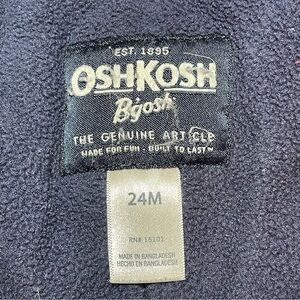 EST. 1895
OSHKOSH
B'gosh
THE GENUINE ARTICLE
MADE FOR FUN · BUILT TO LAST™
24M
RN# 15101
MADE IN BANGLADESH
HECHO EN BANGLADESH